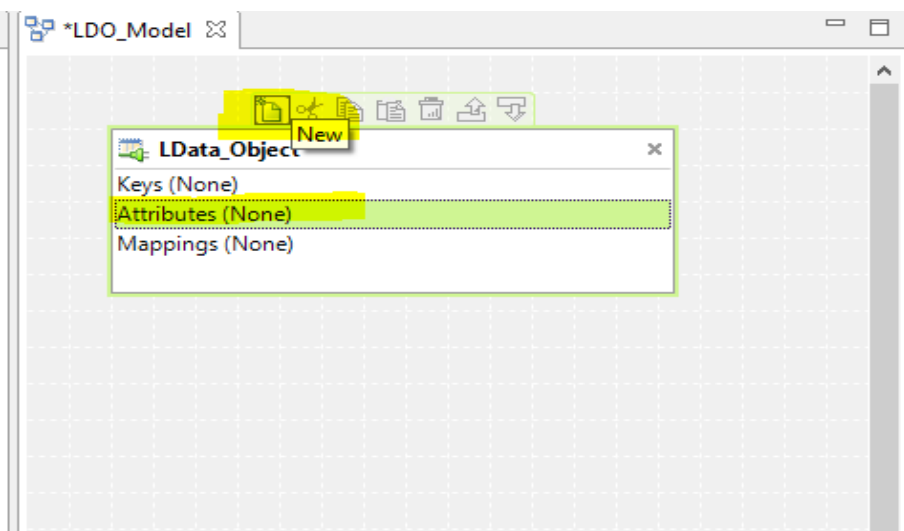 *LDO_Model
New
LData_Object
Keys (None)
Attributes (None)
Mappings (None)